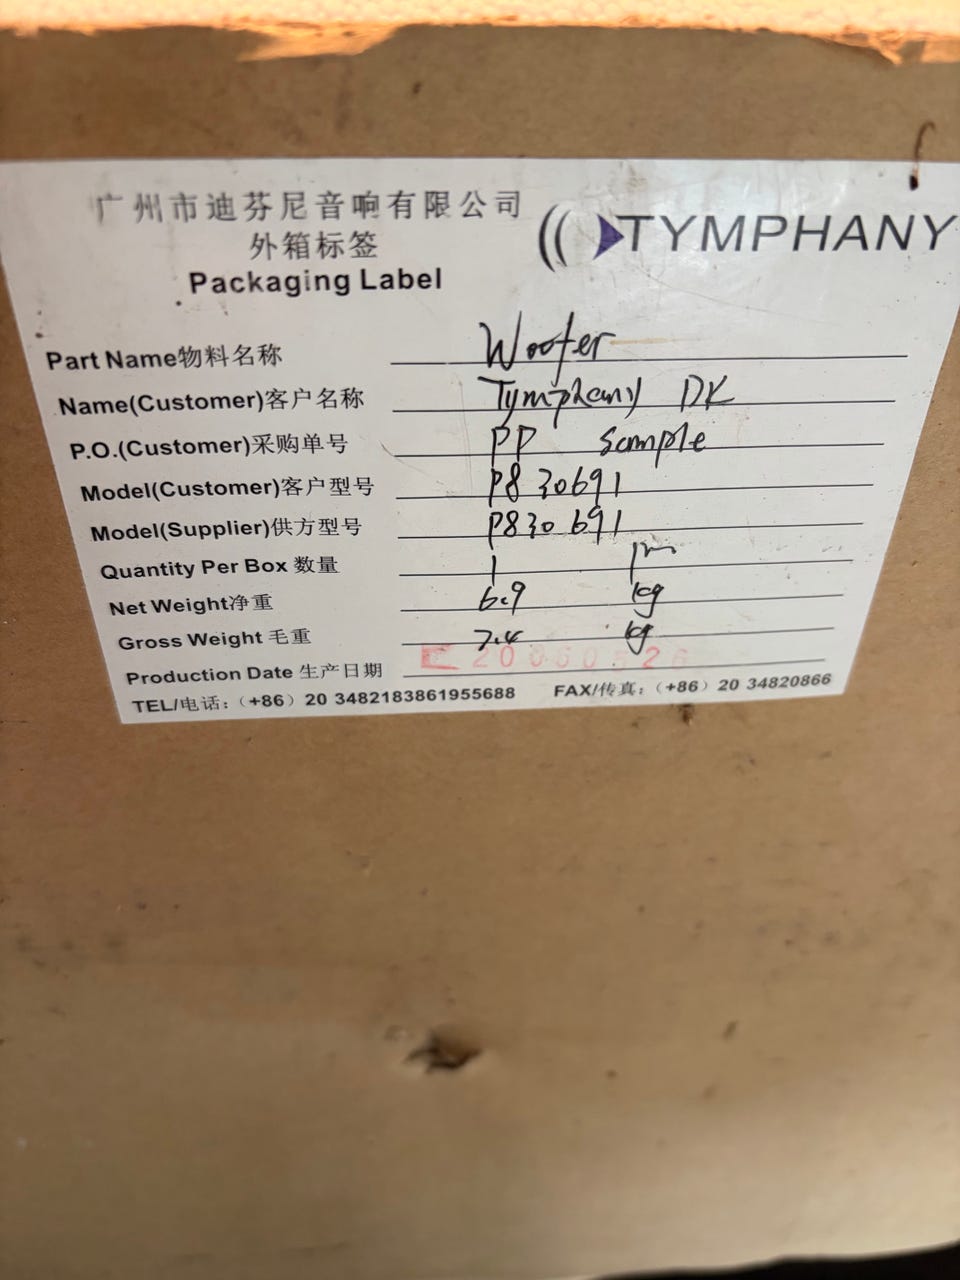 广州市迪芬尼音响有限公司
TYMPHANY
外箱标签
Packaging Label
Part Name物料名称 Woofer
Name(Customer)客户名称 Tymphany DK
P.O.(Customer)采购单号 PP Sample
Model(Customer)客户型号 P830691
Model(Supplier)供方型号 P830691
Quantity Per Box 数量 1
Net Weight净重 6.9 kg
Gross Weight 毛重 7.4 kg
Production Date 生产日期 20060526
TEL/电话:（+86）20 3482183861955688 FAX/传真:（+86）20 34820866